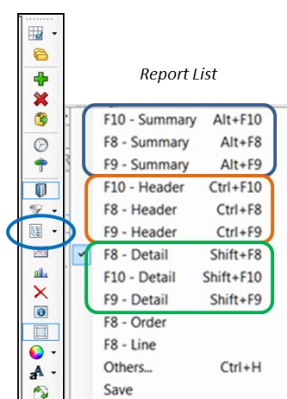 Report List
F10 - Summary Alt+F10
F8 - Summary Alt+F8
F9 - Summary Alt+F9
F10 - Header Ctrl+F10
F8 - Header Ctrl+F8
F9 - Header Ctrl+F9
F8 - Detail Shift+F8
F10 - Detail Shift+F10
F9 - Detail Shift+F9
F8 - Order
F8 - Line
Others... Ctrl+H
Save